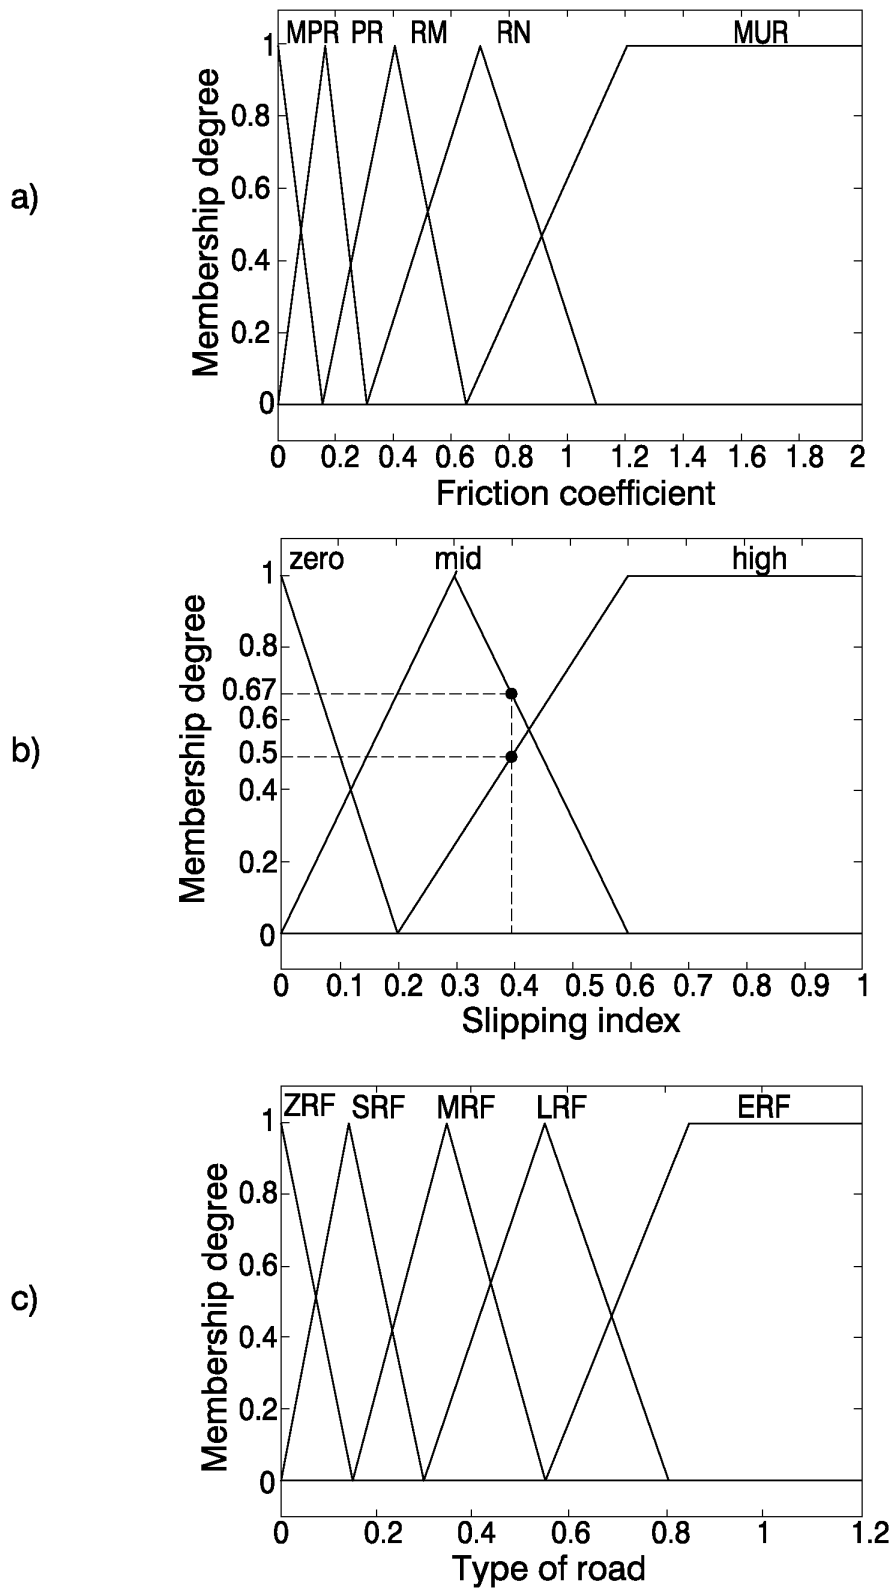 a)
MPR PR RM RN MUR
Membership degree
1
0.8
0.6
0.4
0.2
0
0 0.2 0.4 0.6 0.8 1 1.2 1.4 1.6 1.8 2
Friction coefficient
b)
zero mid high
Membership degree
1
0.8
0.67
0.6
0.5
0.4
0.2
0
0 0.1 0.2 0.3 0.4 0.5 0.6 0.7 0.8 0.9 1
Slipping index
c)
ZRF SRF MRF LRF ERF
Membership degree
1
0.8
0.6
0.4
0.2
0
0 0.2 0.4 0.6 0.8 1 1.2
Type of road